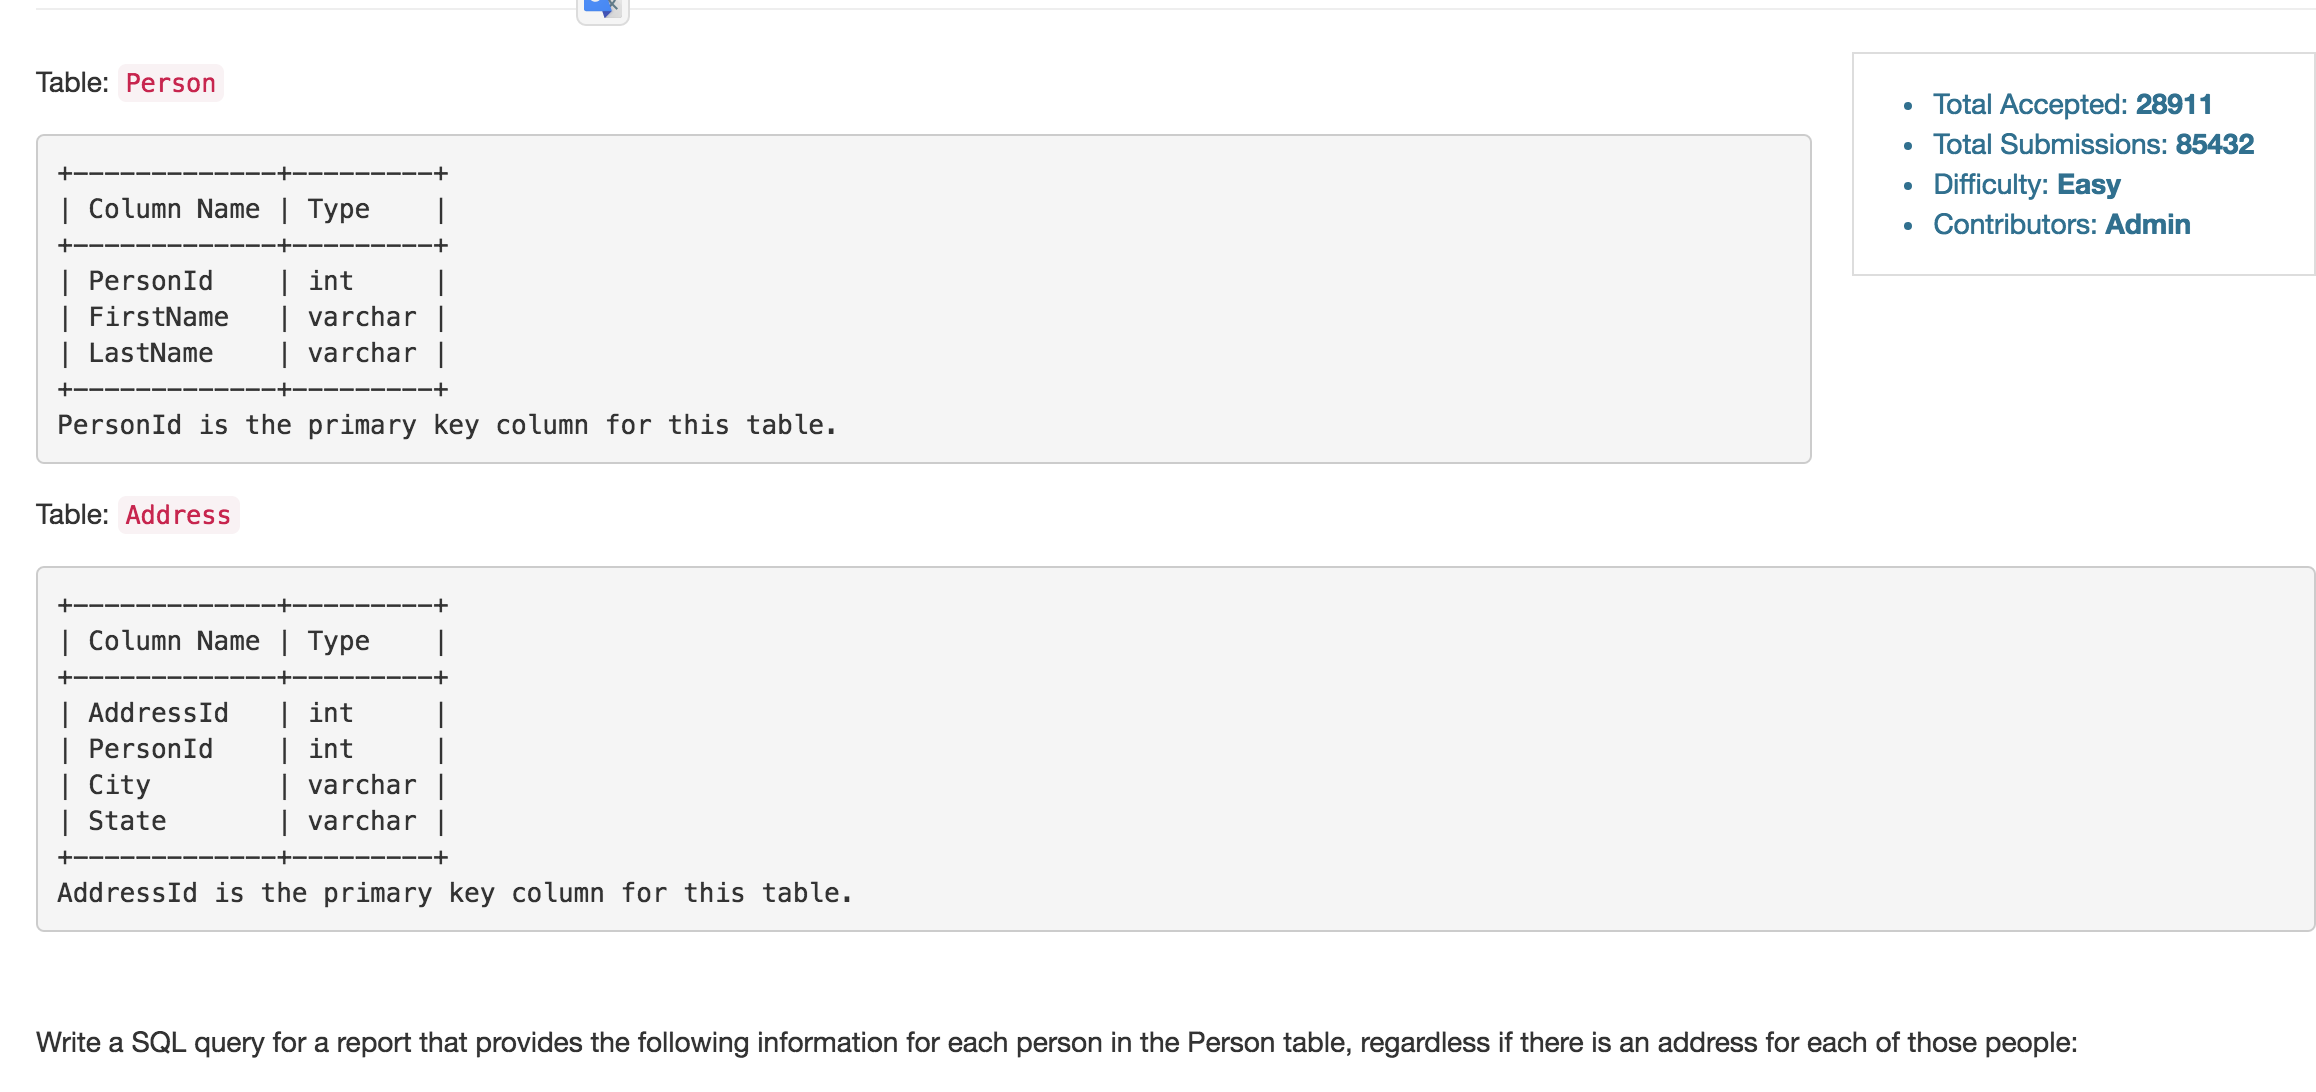 Table: Person
+-------------+---------+
| Column Name | Type    |
+-------------+---------+
| PersonId    | int     |
| FirstName   | varchar |
| LastName    | varchar |
+-------------+---------+
PersonId is the primary key column for this table.
Total Accepted: 28911
Total Submissions: 85432
Difficulty: Easy
Contributors: Admin
Table: Address
+-------------+---------+
| Column Name | Type    |
+-------------+---------+
| AddressId   | int     |
| PersonId    | int     |
| City        | varchar |
| State       | varchar |
+-------------+---------+
AddressId is the primary key column for this table.
Write a SQL query for a report that provides the following information for each person in the Person table, regardless if there is an address for each of those people: